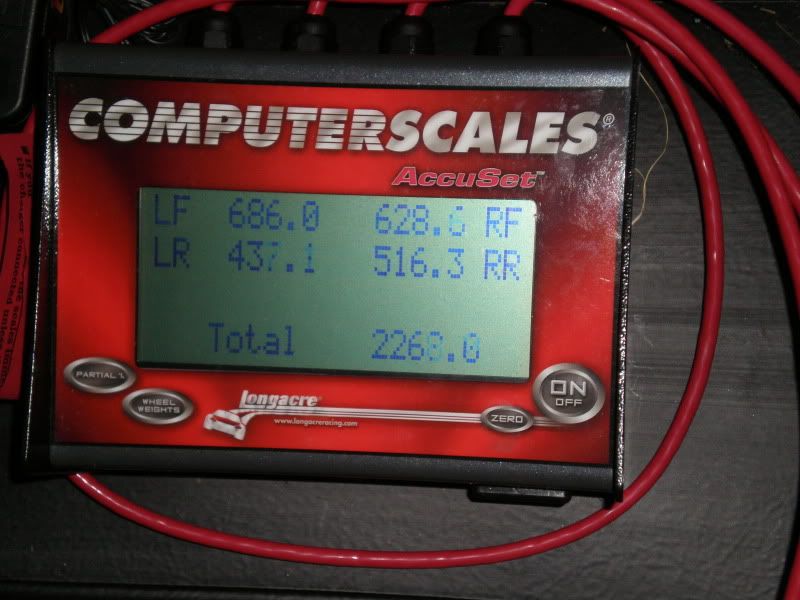 COMPUTERSCALES®
AccuSet™
LF 686.0 628.6 RF
LR 437.1 516.3 RR
Total 2268.0
PARTIAL %
WHEEL WEIGHTS
Longacre®
www.longacreracing.com
ZERO
ON
OFF